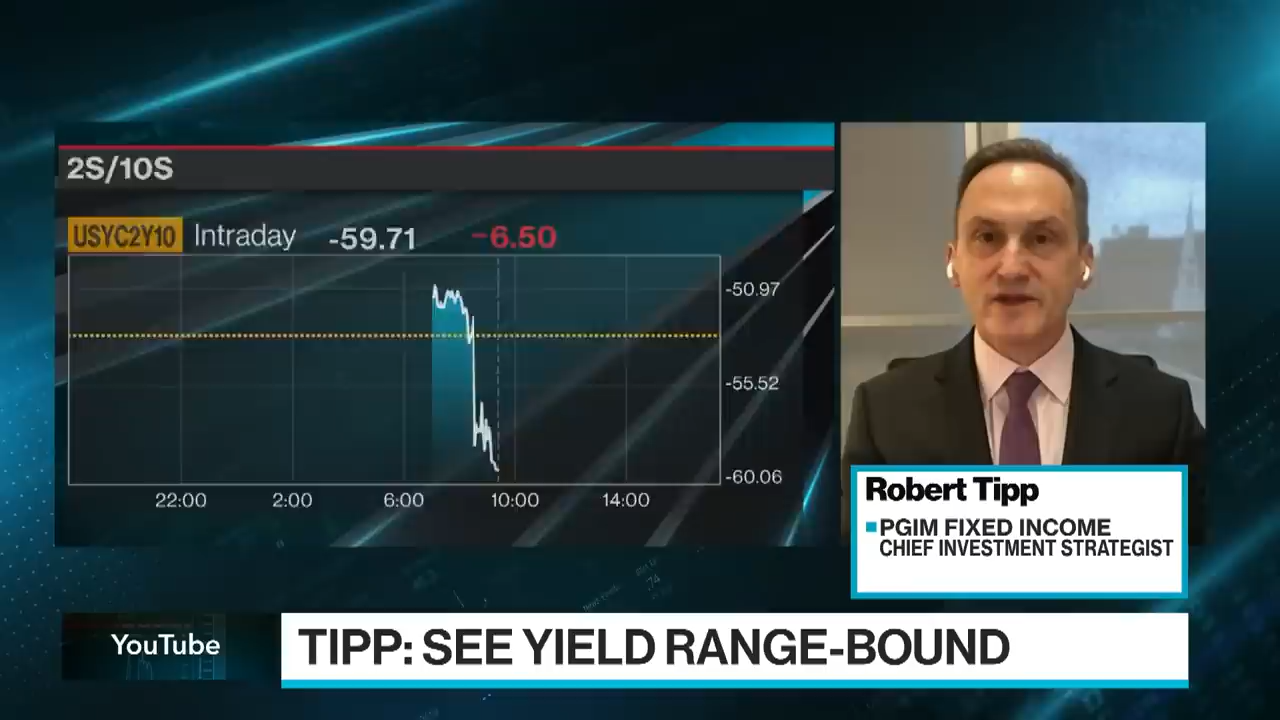 2S/10S
USYC2Y10 Intraday -59.71 -6.50
-50.97
-55.52
-60.06
22:00 2:00 6:00 10:00 14:00
Robert Tipp
PGIM FIXED INCOME
CHIEF INVESTMENT STRATEGIST
YouTube
TIPP: SEE YIELD RANGE-BOUND